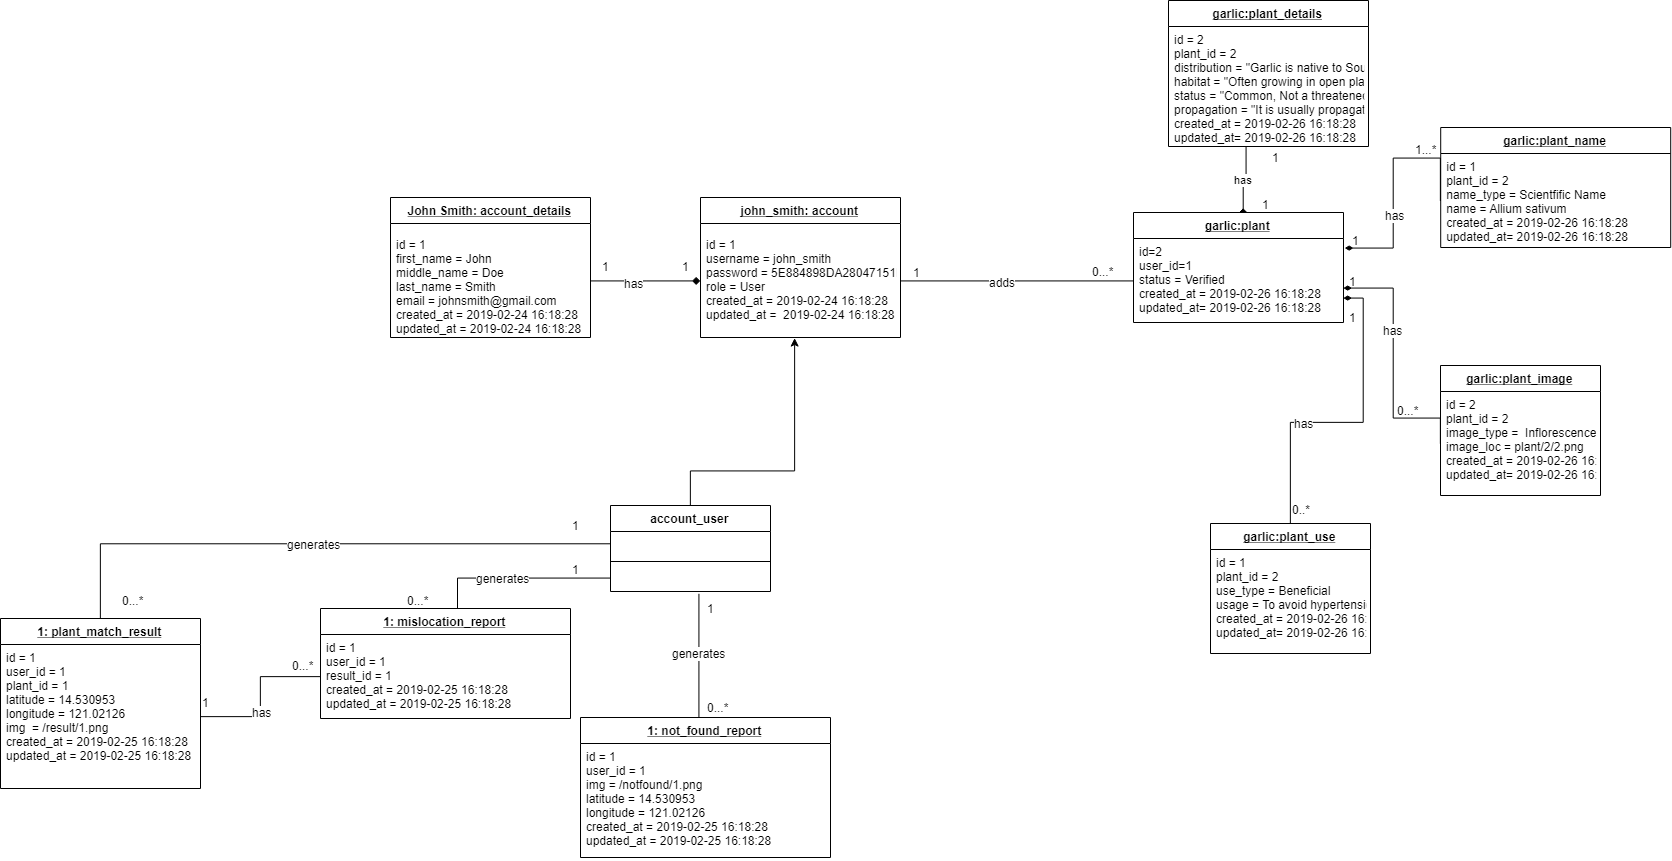 garlic:plant_details
id = 2
plant_id = 2
distribution = "Garlic is native to Sou
habitat = "Often growing in open pla
status = "Common, Not a threatene
propagation = "It is usually propagat
created_at = 2019-02-26 16:18:28
updated_at= 2019-02-26 16:18:28
1
has
1
garlic:plant_name
id = 1
plant_id = 2
name_type = Scientfific Name
name = Allium sativum
created_at = 2019-02-26 16:18:28
updated_at= 2019-02-26 16:18:28
1...*
has
1
John Smith: account_details
id = 1
first_name = John
middle_name = Doe
last_name = Smith
email = johnsmith@gmail.com
created_at = 2019-02-24 16:18:28
updated_at = 2019-02-24 16:18:28
1
has
1
john_smith: account
id = 1
username = john_smith
password = 5E884898DA28047151
role = User
created_at = 2019-02-24 16:18:28
updated_at =  2019-02-24 16:18:28
1
adds
0...*
garlic:plant
id=2
user_id=1
status = Verified
created_at = 2019-02-26 16:18:28
updated_at= 2019-02-26 16:18:28
1
has
0...*
garlic:plant_image
id = 2
plant_id = 2
image_type =  Inflorescence
image_loc = plant/2/2.png
created_at = 2019-02-26 16:
updated_at= 2019-02-26 16:
1
has
0..*
garlic:plant_use
id = 1
plant_id = 2
use_type = Beneficial
usage = To avoid hypertensi
created_at = 2019-02-26 16:
updated_at= 2019-02-26 16:
account_user
1
generates
0...*
1
generates
0...*
1
generates
0...*
1: plant_match_result
id = 1
user_id = 1
plant_id = 1
latitude = 14.530953
longitude = 121.02126
img  = /result/1.png
created_at = 2019-02-25 16:18:28
updated_at = 2019-02-25 16:18:28
1
has
0...*
1: mislocation_report
id = 1
user_id = 1
result_id = 1
created_at = 2019-02-25 16:18:28
updated_at = 2019-02-25 16:18:28
1: not_found_report
id = 1
user_id = 1
img = /notfound/1.png
latitude = 14.530953
longitude = 121.02126
created_at = 2019-02-25 16:18:28
updated_at = 2019-02-25 16:18:28